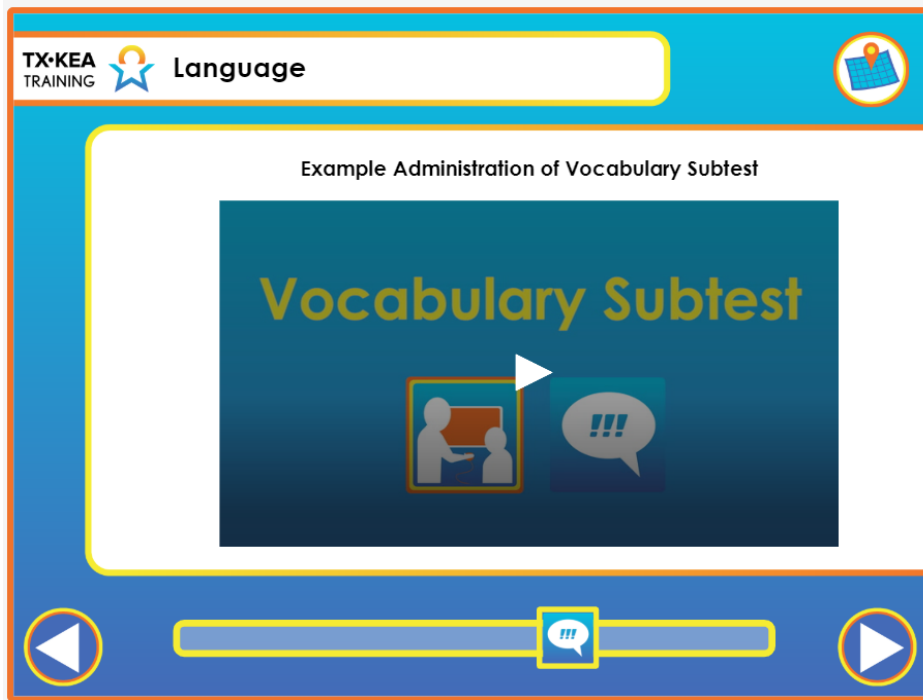 TX•KEA
TRAINING
Language
Example Administration of Vocabulary Subtest
Vocabulary Subtest
!!!
!!!